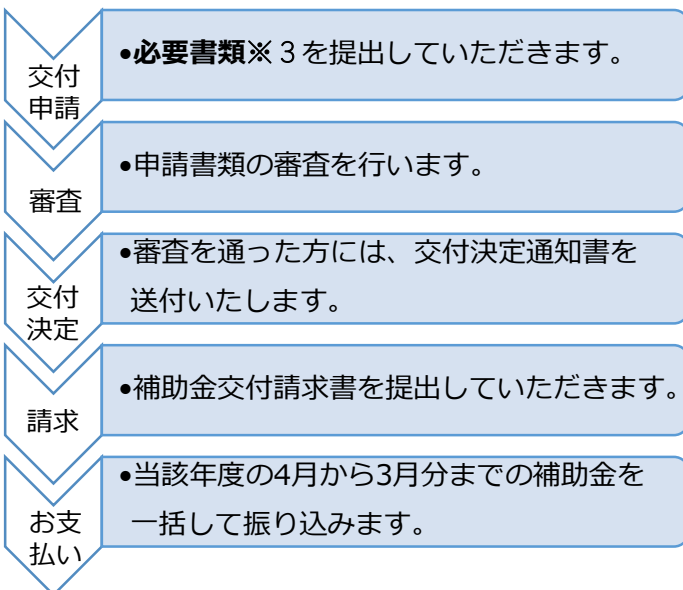 交付
申請
•必要書類※３を提出していただきます。
審査
•申請書類の審査を行います。
交付
決定
•審査を通った方には、交付決定通知書を
送付いたします。
請求
•補助金交付請求書を提出していただきます。
お支
払い
•当該年度の4月から3月分までの補助金を
一括して振り込みます。